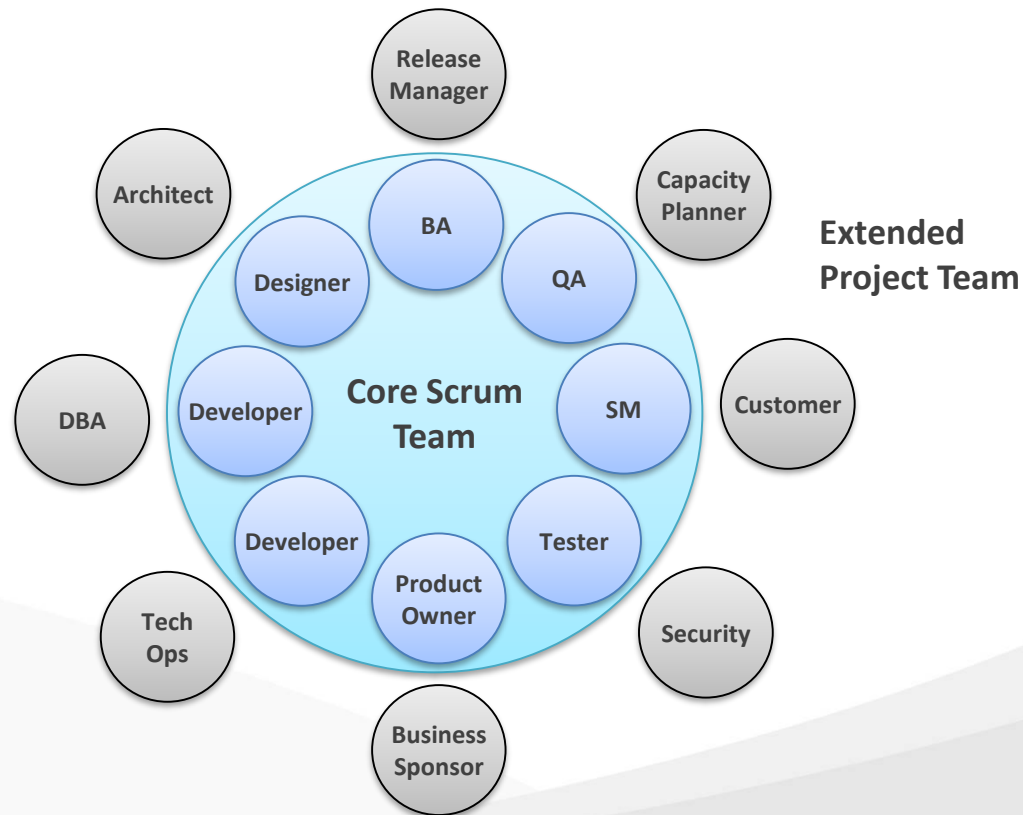 Release
Manager
Architect
Capacity
Planner
BA
Extended
Project Team
Designer
QA
DBA
Developer
Core Scrum
Team
SM
Customer
Developer
Tester
Product
Owner
Tech
Ops
Security
Business
Sponsor